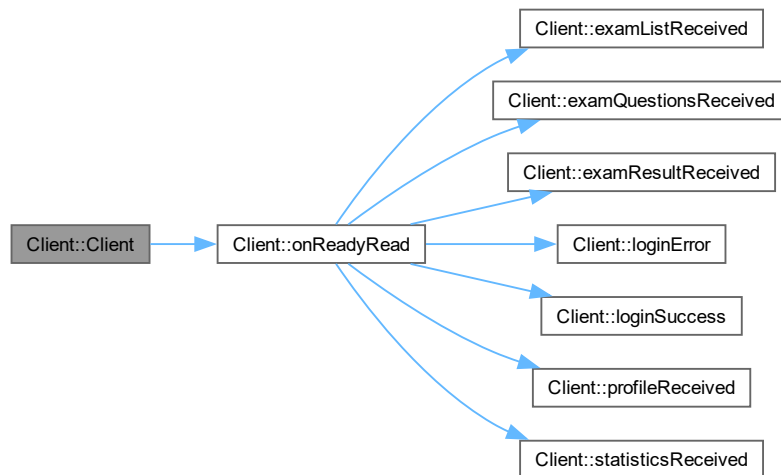 Client::examListReceived
Client::examQuestionsReceived
Client::examResultReceived
Client::Client
Client::onReadyRead
Client::loginError
Client::loginSuccess
Client::profileReceived
Client::statisticsReceived